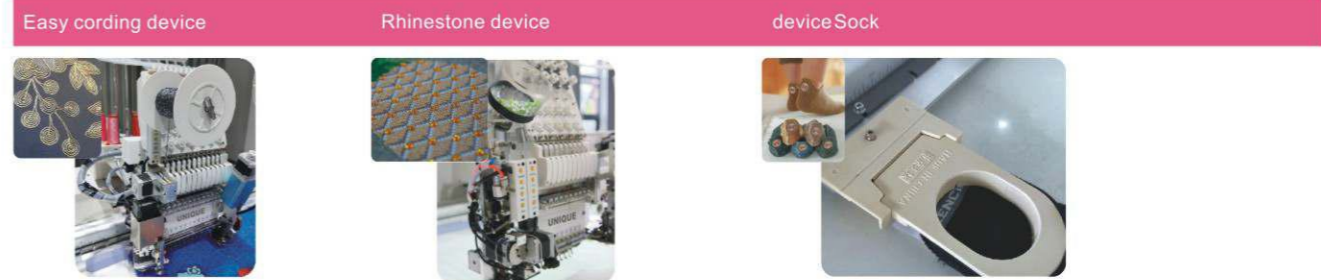 Easy cording device
Rhinestone device
deviceSock
UNIQUE
UNIQUE